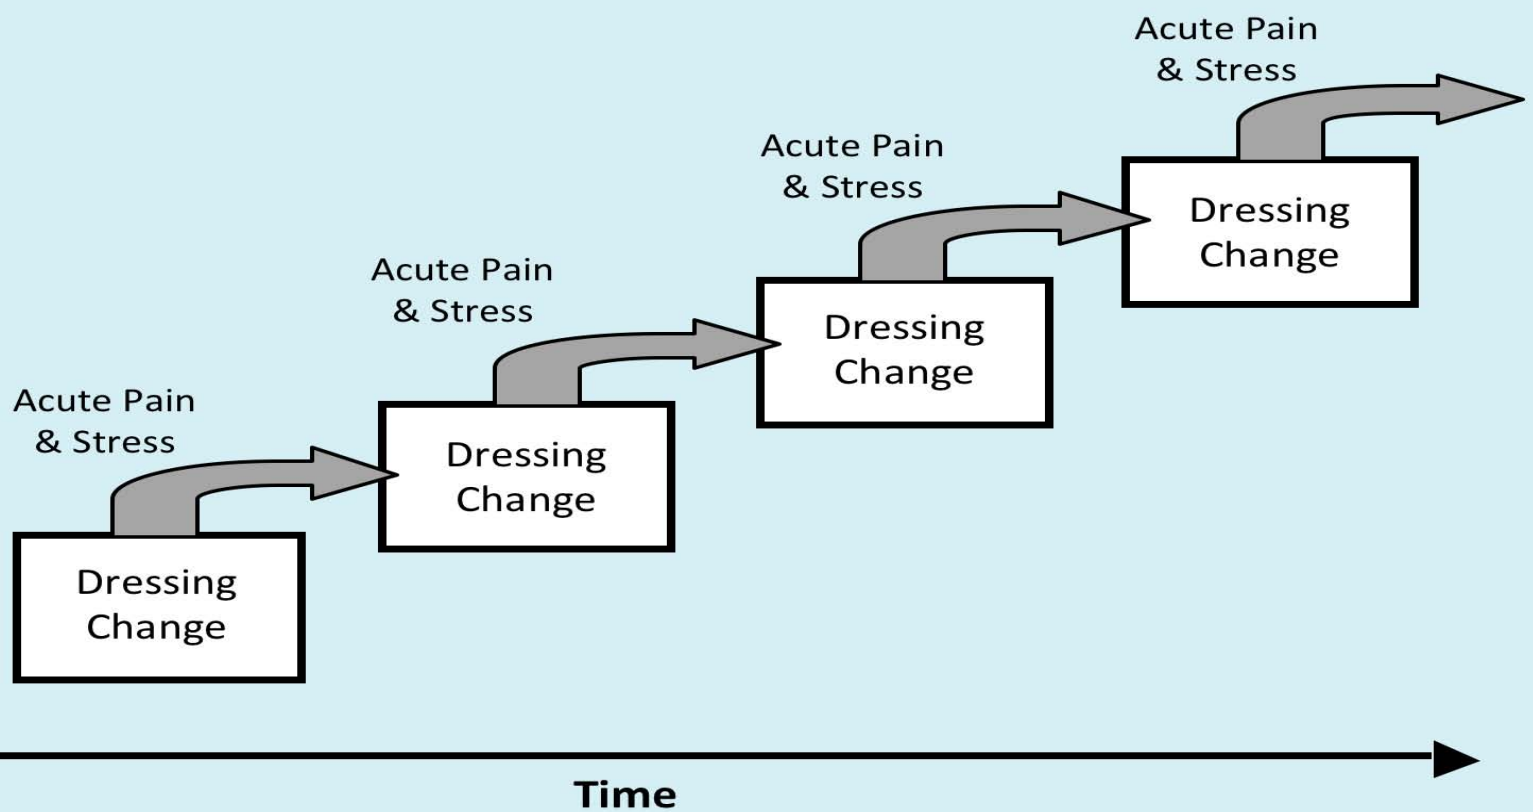 Acute Pain
& Stress
Acute Pain
& Stress
Acute Pain
& Stress
Acute Pain
& Stress
Dressing
Change
Dressing
Change
Dressing
Change
Dressing
Change
Time